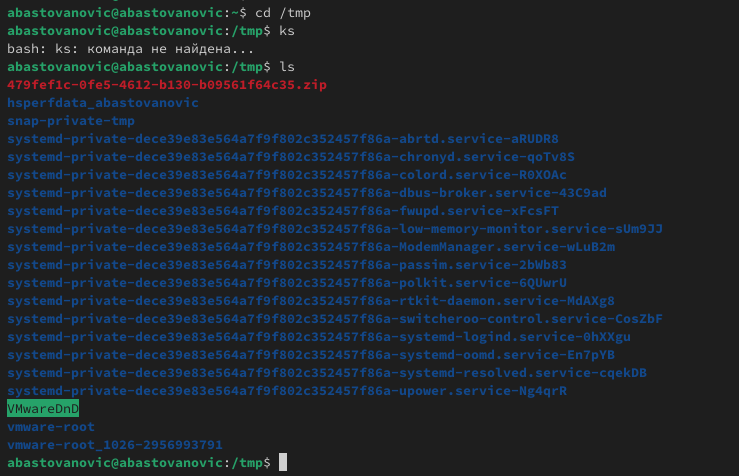 abastovanovic@abastovanovic:~$ cd /tmp
abastovanovic@abastovanovic:/tmp$ ks
bash: ks: команда не найдена...
abastovanovic@abastovanovic:/tmp$ ls
479fef1c-0fe5-4612-b130-b09561f64c35.zip
hsperfdata_abastovanovic
snap-private-tmp
systemd-private-dece39e83e564a7f9f802c352457f86a-abrtd.service-aRUDR8
systemd-private-dece39e83e564a7f9f802c352457f86a-chronyd.service-qoTv8S
systemd-private-dece39e83e564a7f9f802c352457f86a-colord.service-R0XOAc
systemd-private-dece39e83e564a7f9f802c352457f86a-dbus-broker.service-43C9ad
systemd-private-dece39e83e564a7f9f802c352457f86a-fwupd.service-xFcsFT
systemd-private-dece39e83e564a7f9f802c352457f86a-low-memory-monitor.service-sUm9JJ
systemd-private-dece39e83e564a7f9f802c352457f86a-ModemManager.service-wLuB2m
systemd-private-dece39e83e564a7f9f802c352457f86a-passim.service-2bWb83
systemd-private-dece39e83e564a7f9f802c352457f86a-polkit.service-6QUwrU
systemd-private-dece39e83e564a7f9f802c352457f86a-rtkit-daemon.service-MdAXg8
systemd-private-dece39e83e564a7f9f802c352457f86a-switcheroo-control.service-CosZbF
systemd-private-dece39e83e564a7f9f802c352457f86a-systemd-logind.service-0hXXgu
systemd-private-dece39e83e564a7f9f802c352457f86a-systemd-oomd.service-En7pYB
systemd-private-dece39e83e564a7f9f802c352457f86a-systemd-resolved.service-cqekDB
systemd-private-dece39e83e564a7f9f802c352457f86a-upower.service-Ng4qrR
VMwareDnD
vmware-root
vmware-root_1026-2956993791
abastovanovic@abastovanovic:/tmp$